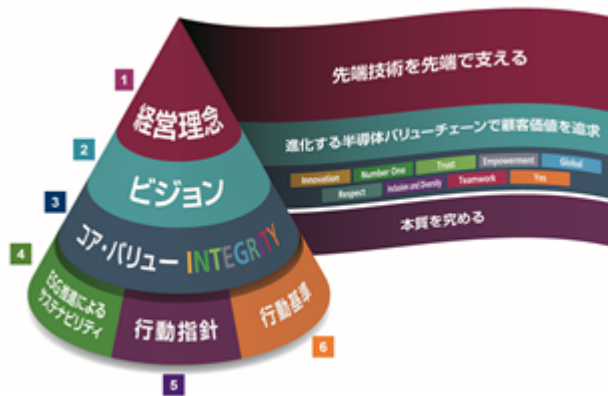 1
経営理念
先端技術を先端で支える
2
ビジョン
進化する半導体バリューチェーンで顧客価値を追求
3
コア・バリュー INTEGRITY
Innovation Number One Trust Empowerment Global
Respect Inclusion and Diversity Teamwork Yes
4
ESG推進による
サステナビリティ
5
行動指針
本質を究める
6
行動基準